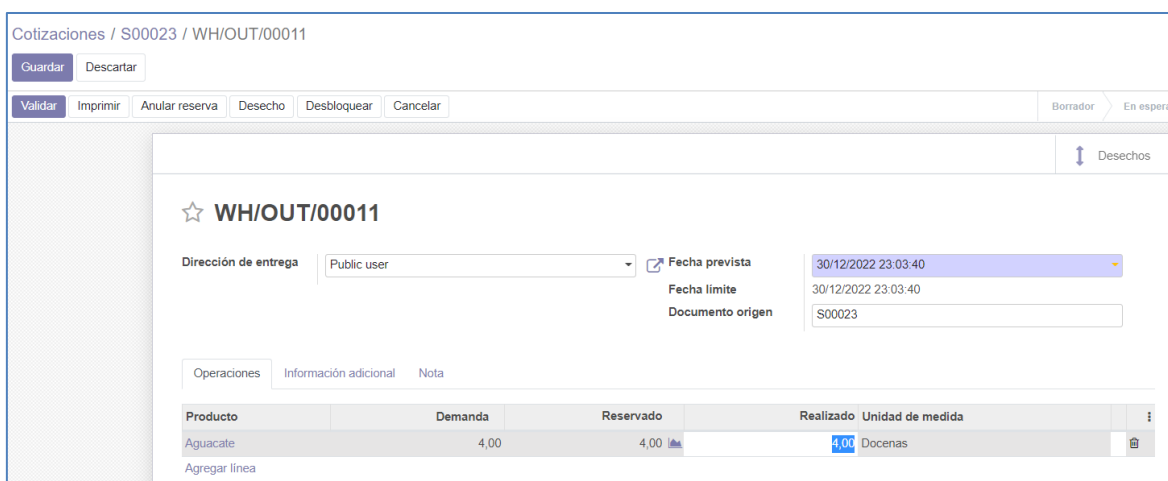 Cotizaciones / S00023 / WH/OUT/00011
Guardar Descartar
Validar Imprimir Anular reserva Desecho Desbloquear Cancelar Borrador En espera
Desechos
WH/OUT/00011
Dirección de entrega Public user Fecha prevista 30/12/2022 23:03:40
Fecha límite 30/12/2022 23:03:40
Documento origen S00023
Operaciones Información adicional Nota
Producto Demanda Reservado Realizado Unidad de medida
Aguacate 4,00 4,00 4,00 Docenas
Agregar línea